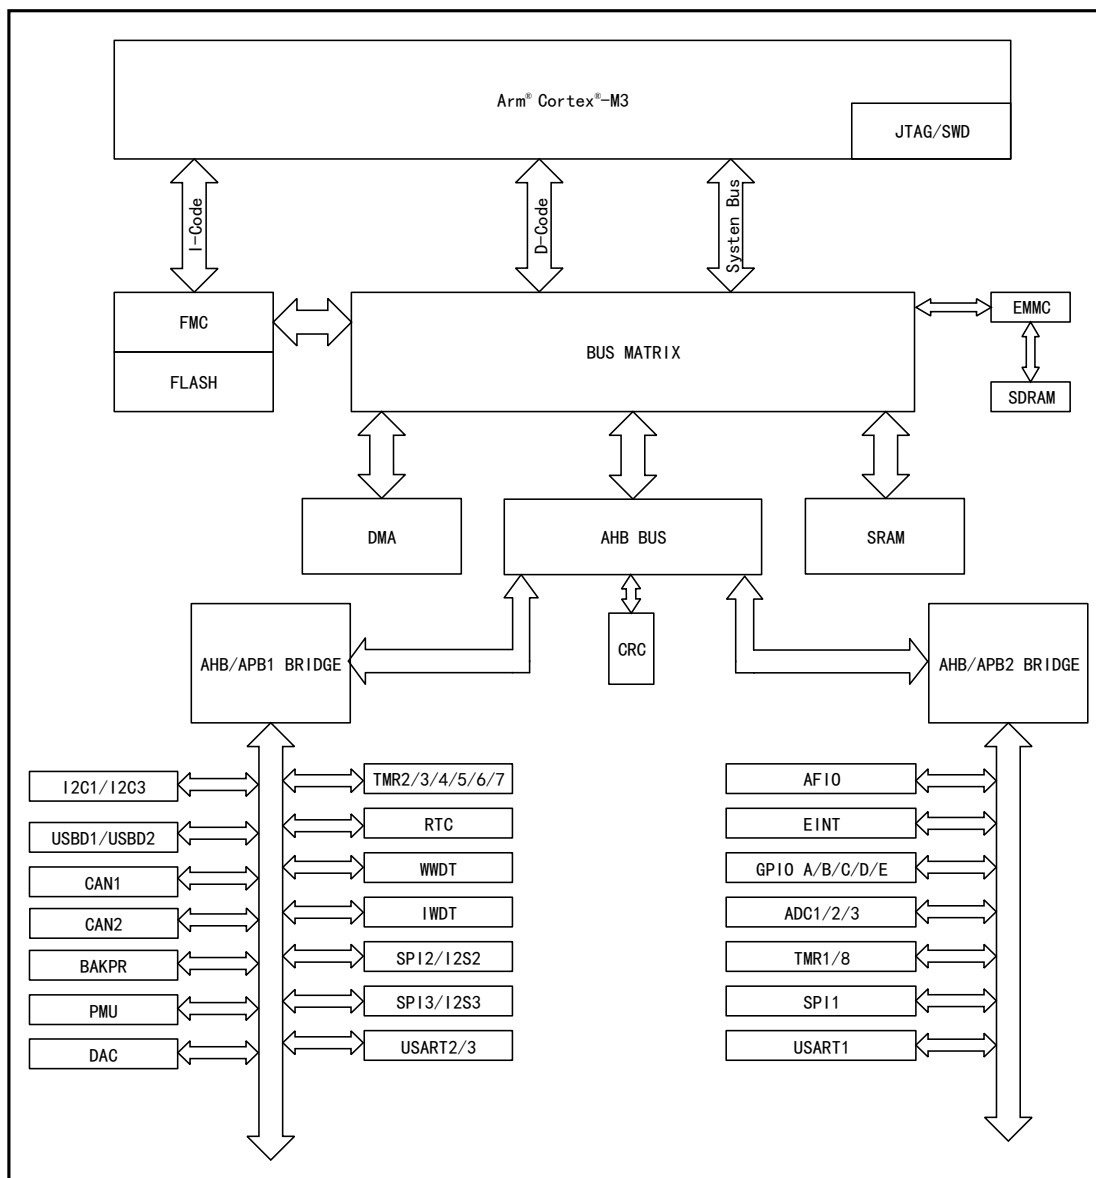 Arm® Cortex®-M3
JTAG/SWD
I-Code
D-Code
Systen Bus
FMC
FLASH
BUS MATRIX
EMMC
SDRAM
DMA
AHB BUS
SRAM
CRC
AHB/APB1 BRIDGE
AHB/APB2 BRIDGE
I2C1/I2C3
USBD1/USBD2
CAN1
CAN2
BAKPR
PMU
DAC
TMR2/3/4/5/6/7
RTC
WWDT
IWDT
SPI2/I2S2
SPI3/I2S3
USART2/3
AFIO
EINT
GPIO A/B/C/D/E
ADC1/2/3
TMR1/8
SPI1
USART1